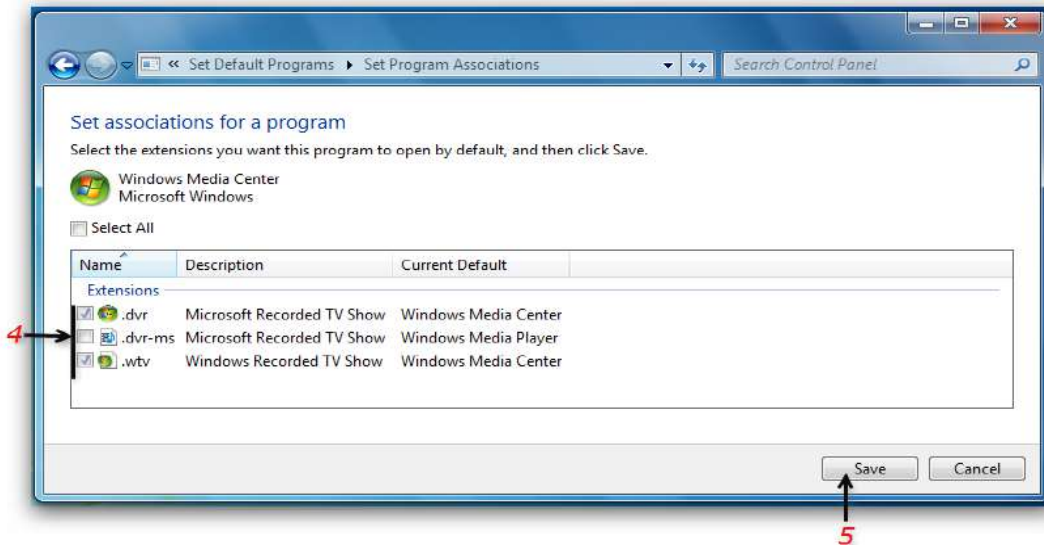 « Set Default Programs ▸ Set Program Associations
Search Control Panel
Set associations for a program
Select the extensions you want this program to open by default, and then click Save.
Windows Media Center
Microsoft Windows
Select All
Name Description Current Default
Extensions
.dvr Microsoft Recorded TV Show Windows Media Center
4 .dvr-ms Microsoft Recorded TV Show Windows Media Player
.wtv Windows Recorded TV Show Windows Media Center
Save Cancel
5